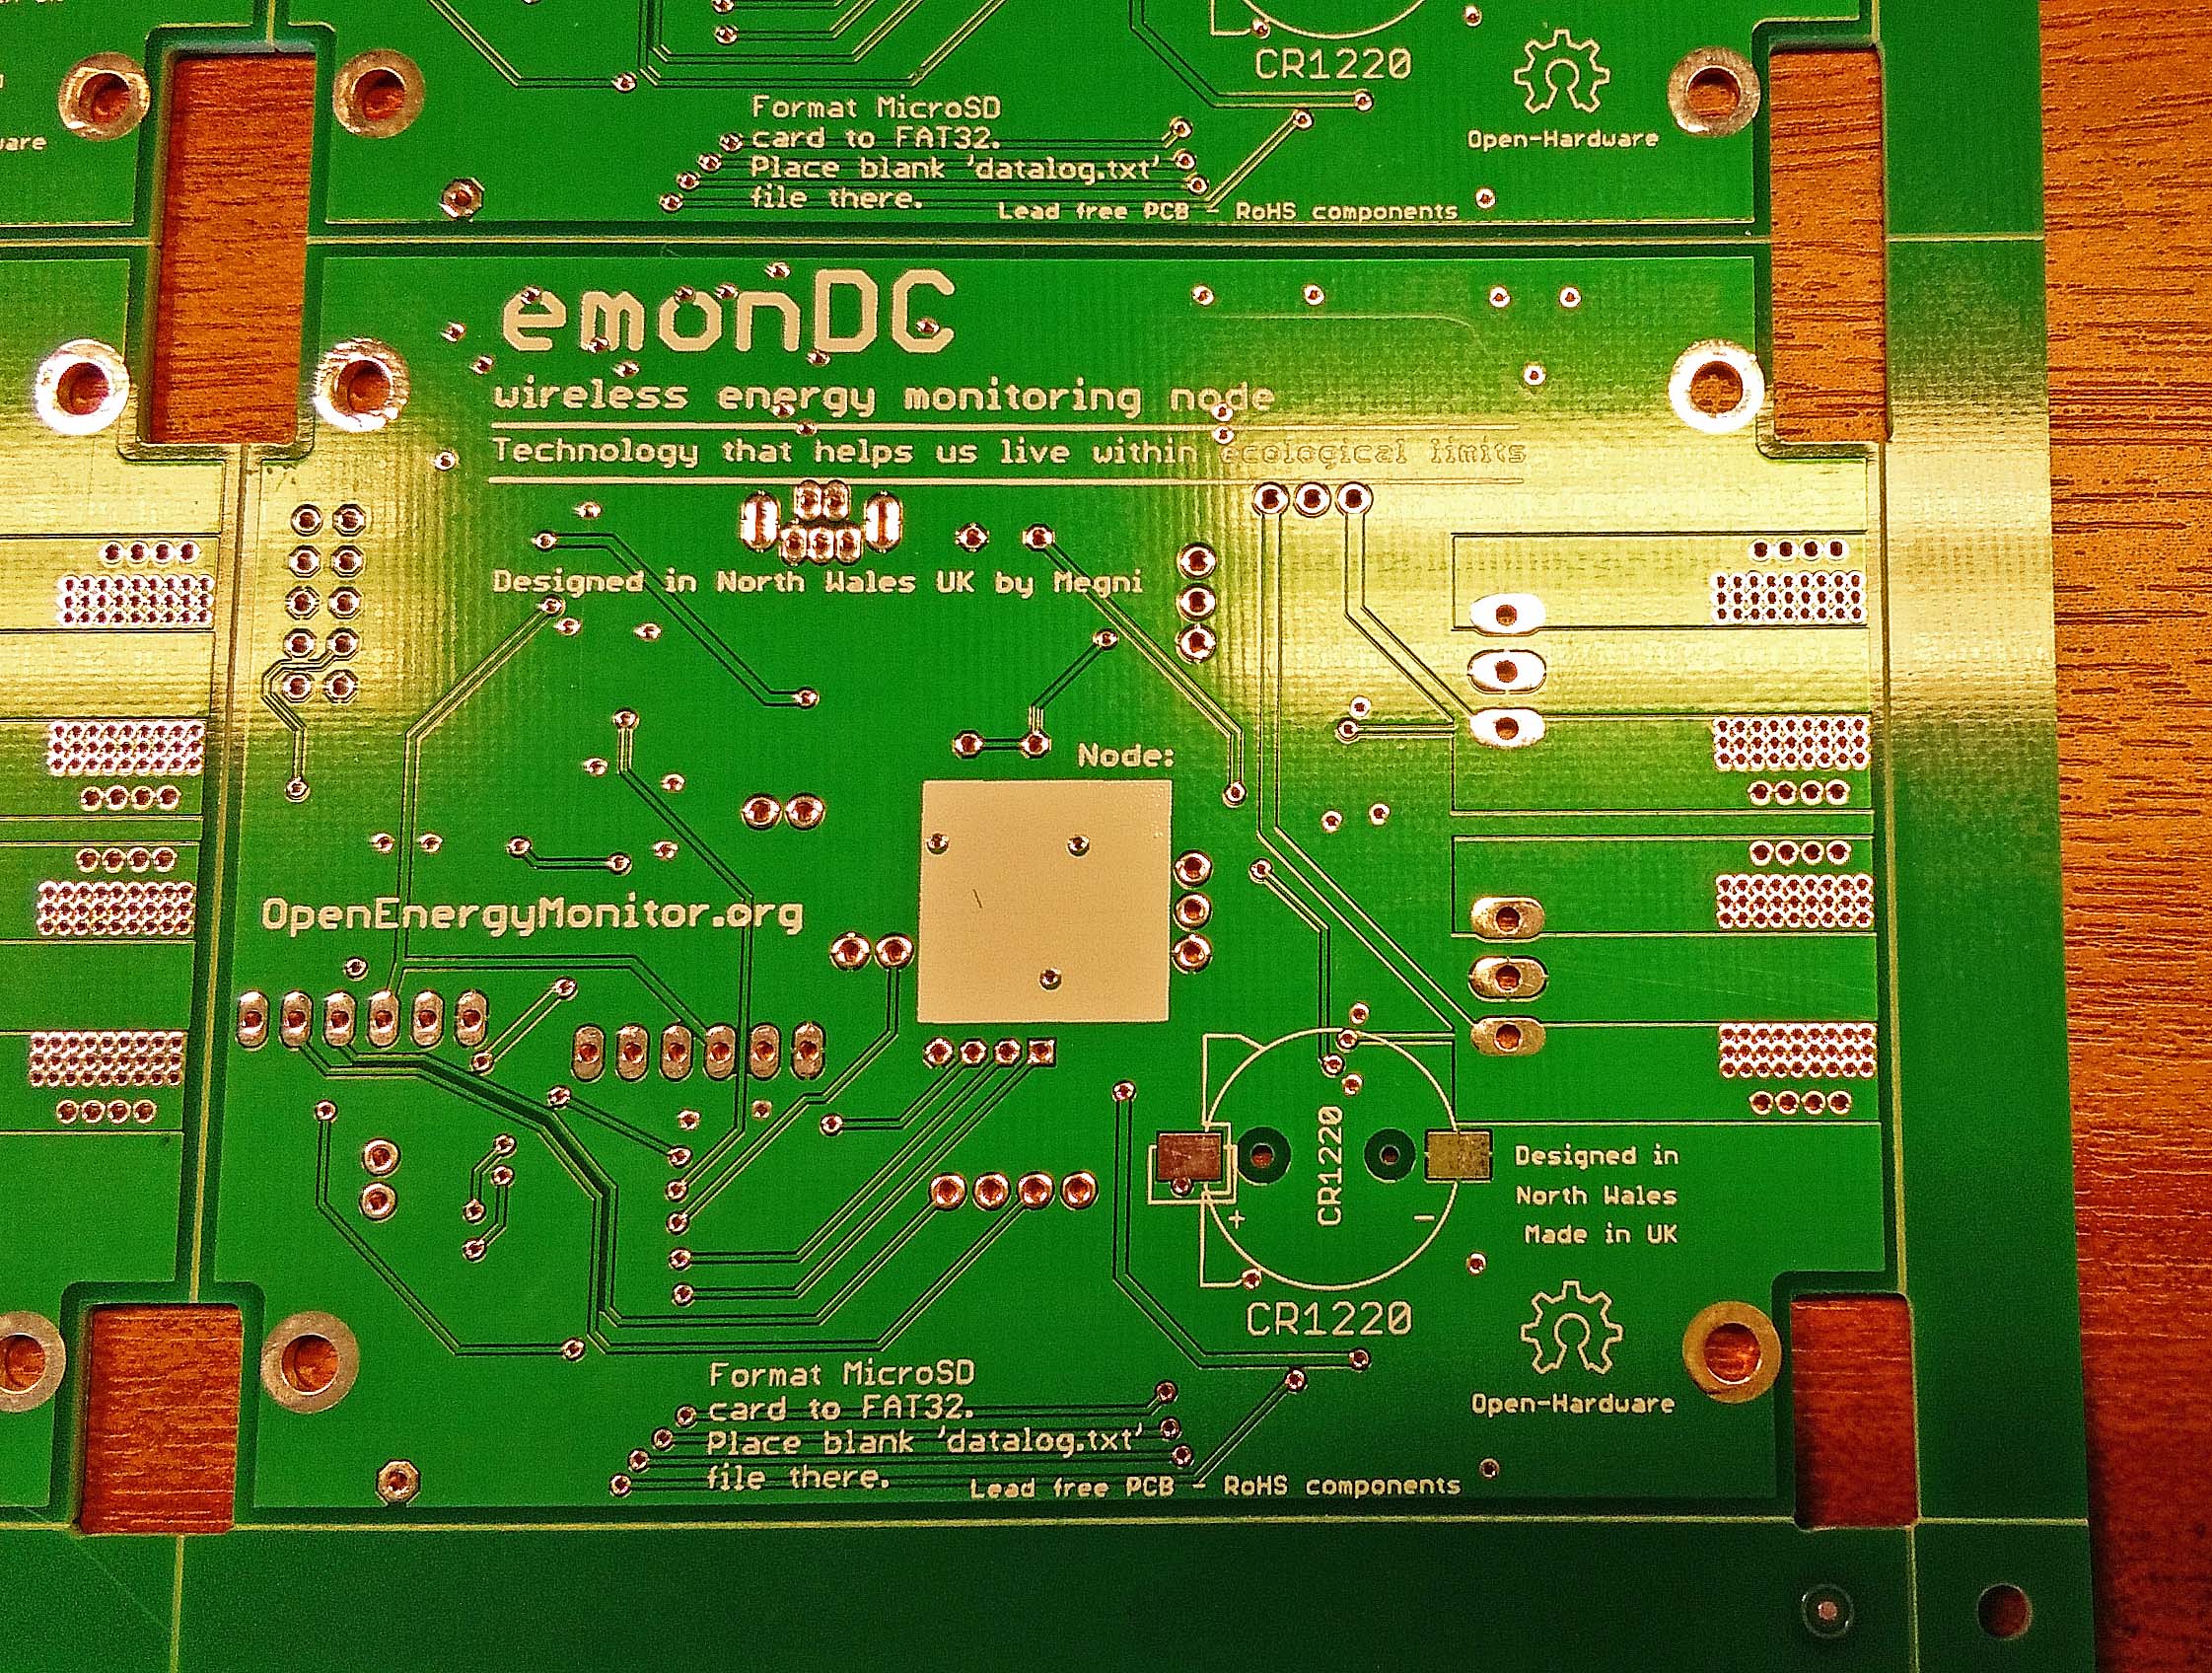 CR1220
Format MicroSD
card to FAT32.
Place blank 'datalog.txt'
file there.
Open-Hardware
Lead free PCB - RoHS components
emonDC
wireless energy monitoring node
Technology that helps us live within ecological limits
Designed in North Wales UK by Megni
Node:
OpenEnergyMonitor.org
CR1220
+ -
Designed in
North Wales
Made in UK
CR1220
Format MicroSD
card to FAT32.
Place blank 'datalog.txt'
file there.
Open-Hardware
Lead free PCB - RoHS components